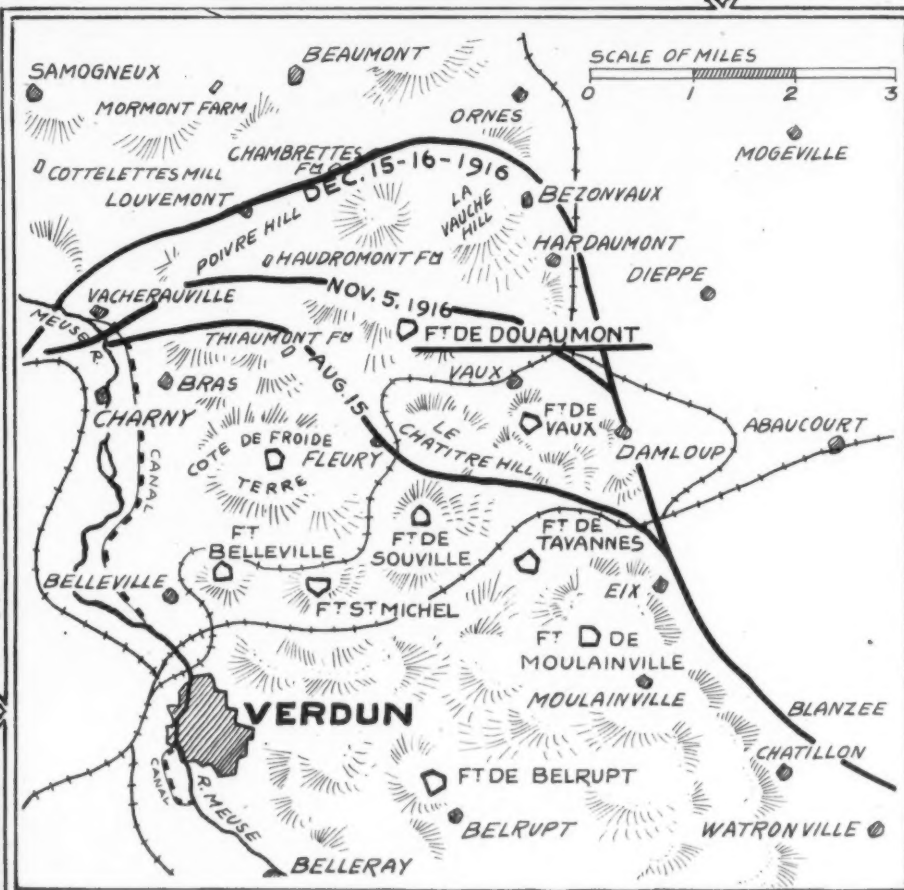 SCALE OF MILES
0 1 2 3
BEAUMONT
SAMOGNEUX
MORMONT FARM
ORNES
MOGEVILLE
CHAMBRETTES
FM
COTTELETTES MILL
DEC. 15-16-1916
LOUVEMONT
LA
VAUCHE
HILL
BEZONVAUX
POIVRE HILL
HARDAUMONT
HAUDROMONT FM
DIEPPE
NOV. 5. 1916
VACHERAUVILLE
MEUSE R.
THIAUMONT FM
FT DE DOUAUMONT
AUG. 15
BRAS
VAUX
CHARNY
FT DE
VAUX
LE
CHATITRE HILL
ABAUCOURT
DAMLOUP
COTE DE FROIDE
TERRE
FLEURY
CANAL
FT
BELLEVILLE
FT DE
SOUVILLE
FT DE
TAVANNES
BELLEVILLE
FT ST MICHEL
EIX
FT DE
MOULAINVILLE
MOULAINVILLE
VERDUN
BLANZEE
CHATILLON
FT DE BELRUPT
CANAL
R. MEUSE
BELRUPT
WATRONVILLE
BELLERAY